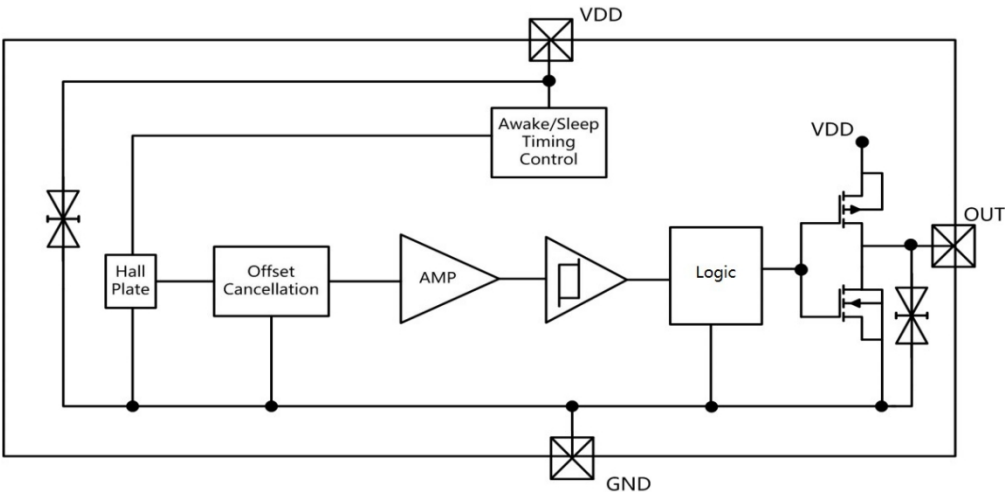 VDD
Awake/Sleep
Timing
Control
VDD
OUT
Hall
Plate
Offset
Cancellation
AMP
Logic
GND